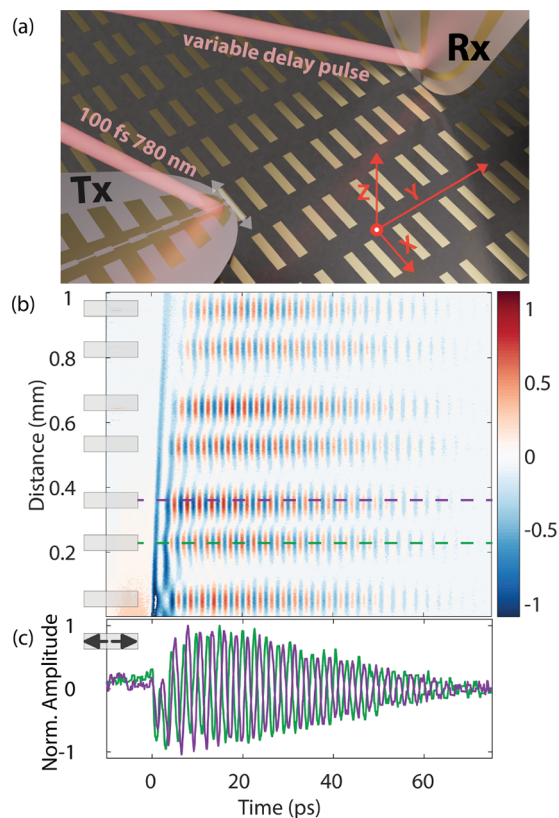 (a)
variable delay pulse
Rx
100 fs 780 nm
Tx
Z
Y
X
(b)
1
0.8
0.6
0.4
0.2
Distance (mm)
1
0.5
0
-0.5
-1
(c)
1
0
-1
Norm. Amplitude
0
20
40
60
Time (ps)